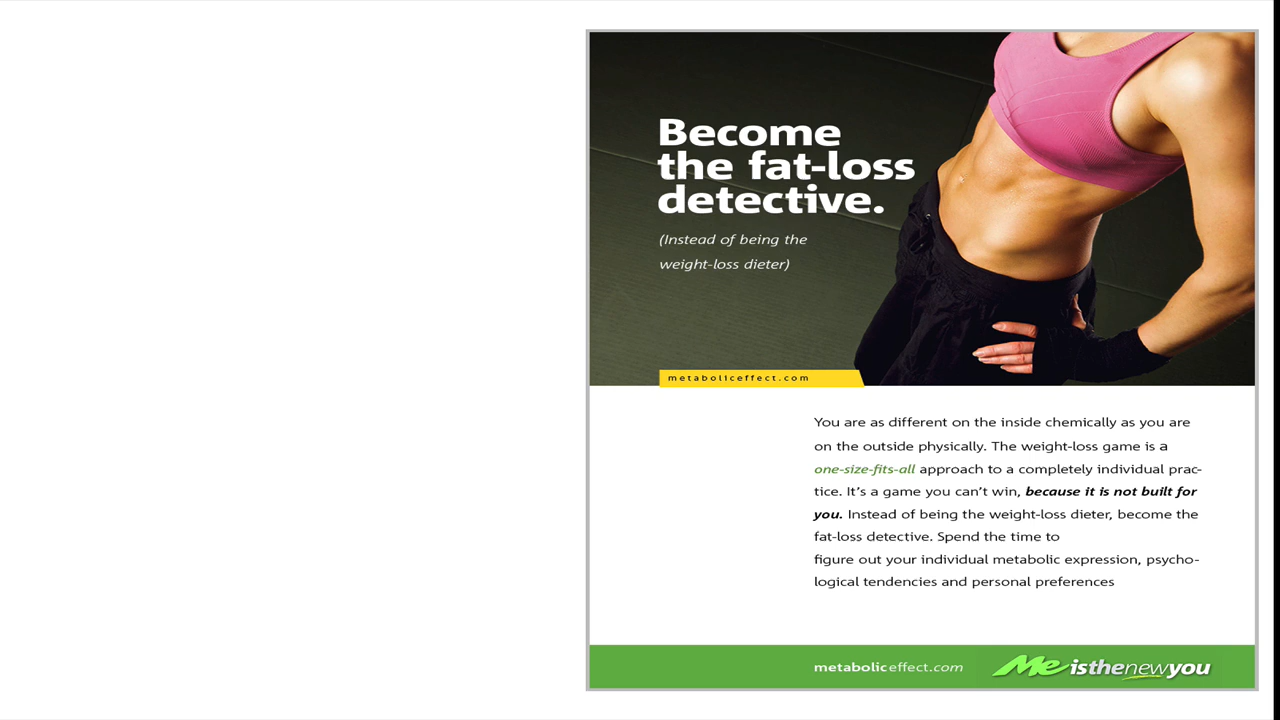 Become
the fat-loss
detective.
(Instead of being the
weight-loss dieter)
metaboliceffect.com
You are as different on the inside chemically as you are
on the outside physically. The weight-loss game is a
one-size-fits-all approach to a completely individual prac-
tice. It’s a game you can’t win, because it is not built for
you. Instead of being the weight-loss dieter, become the
fat-loss detective. Spend the time to
figure out your individual metabolic expression, psycho-
logical tendencies and personal preferences
metaboliceffect.com
Me isthenewyou